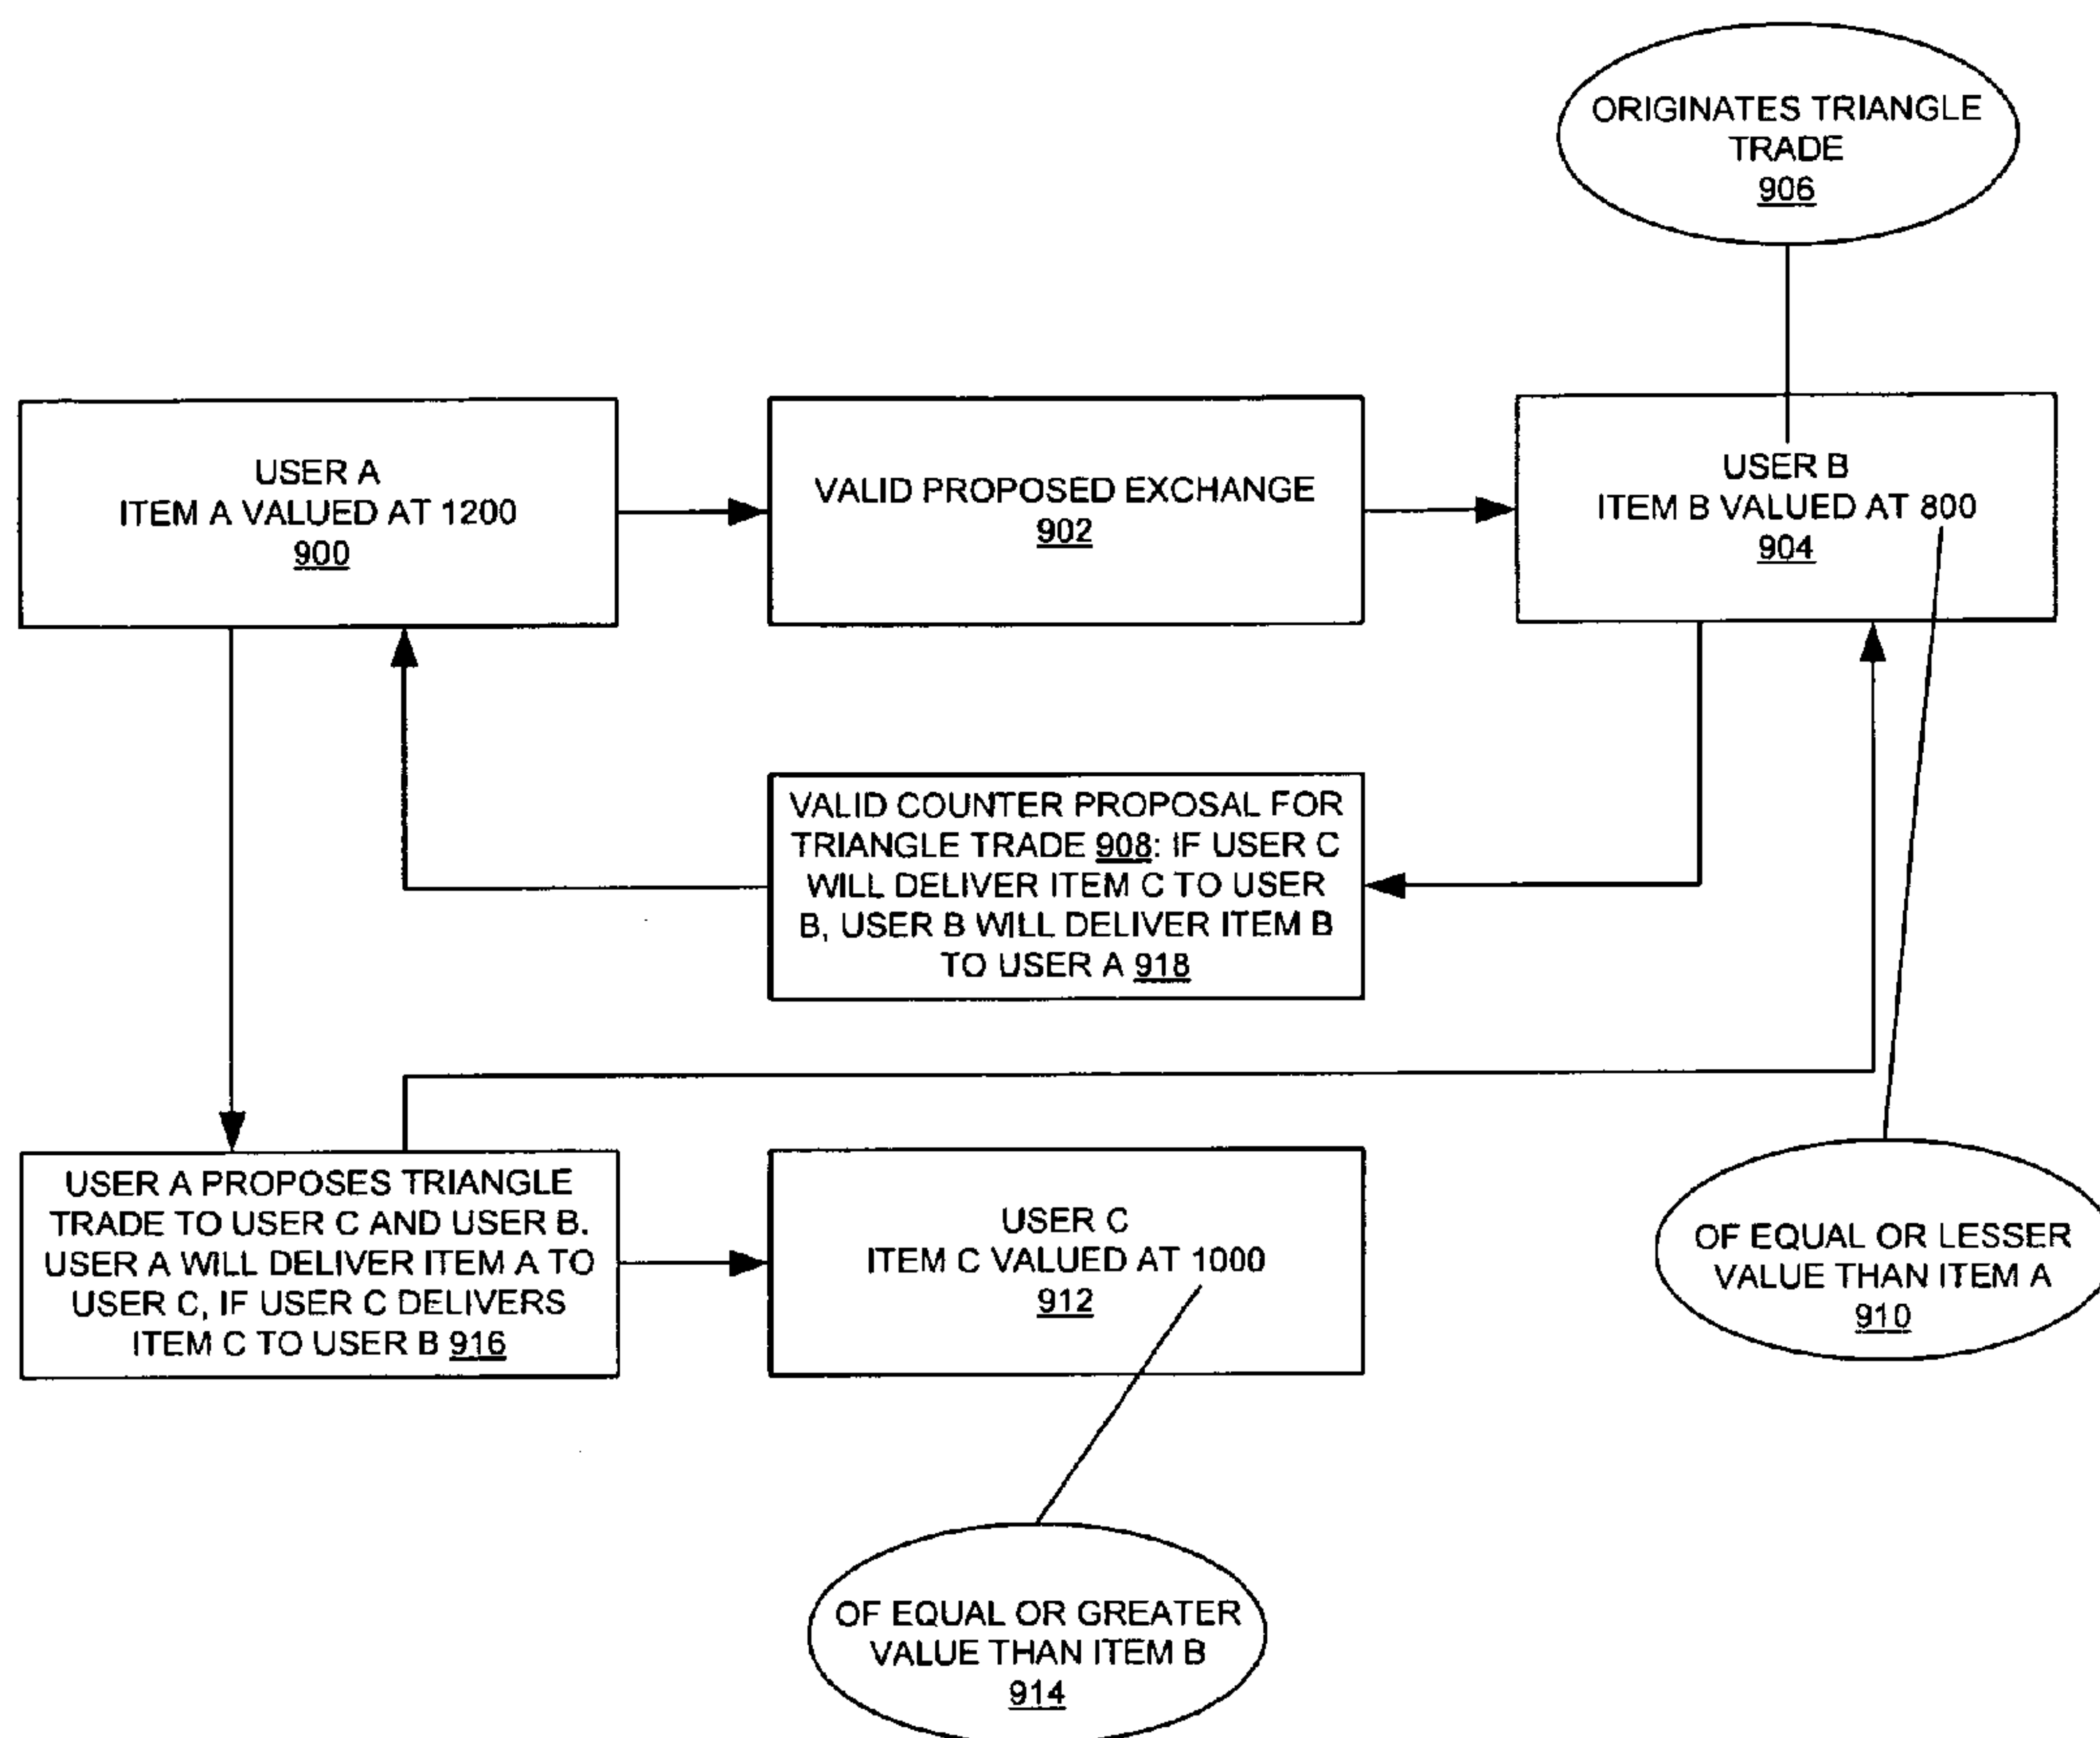 ORIGINATES TRIANGLE
TRADE
906
USER A
ITEM A VALUED AT 1200
900
VALID PROPOSED EXCHANGE
902
USER B
ITEM B VALUED AT 800
904
VALID COUNTER PROPOSAL FOR
TRIANGLE TRADE 908: IF USER C
WILL DELIVER ITEM C TO USER
B, USER B WILL DELIVER ITEM B
TO USER A 918
USER A PROPOSES TRIANGLE
TRADE TO USER C AND USER B.
USER A WILL DELIVER ITEM A TO
USER C, IF USER C DELIVERS
ITEM C TO USER B 916
USER C
ITEM C VALUED AT 1000
912
OF EQUAL OR LESSER
VALUE THAN ITEM A
910
OF EQUAL OR GREATER
VALUE THAN ITEM B
914